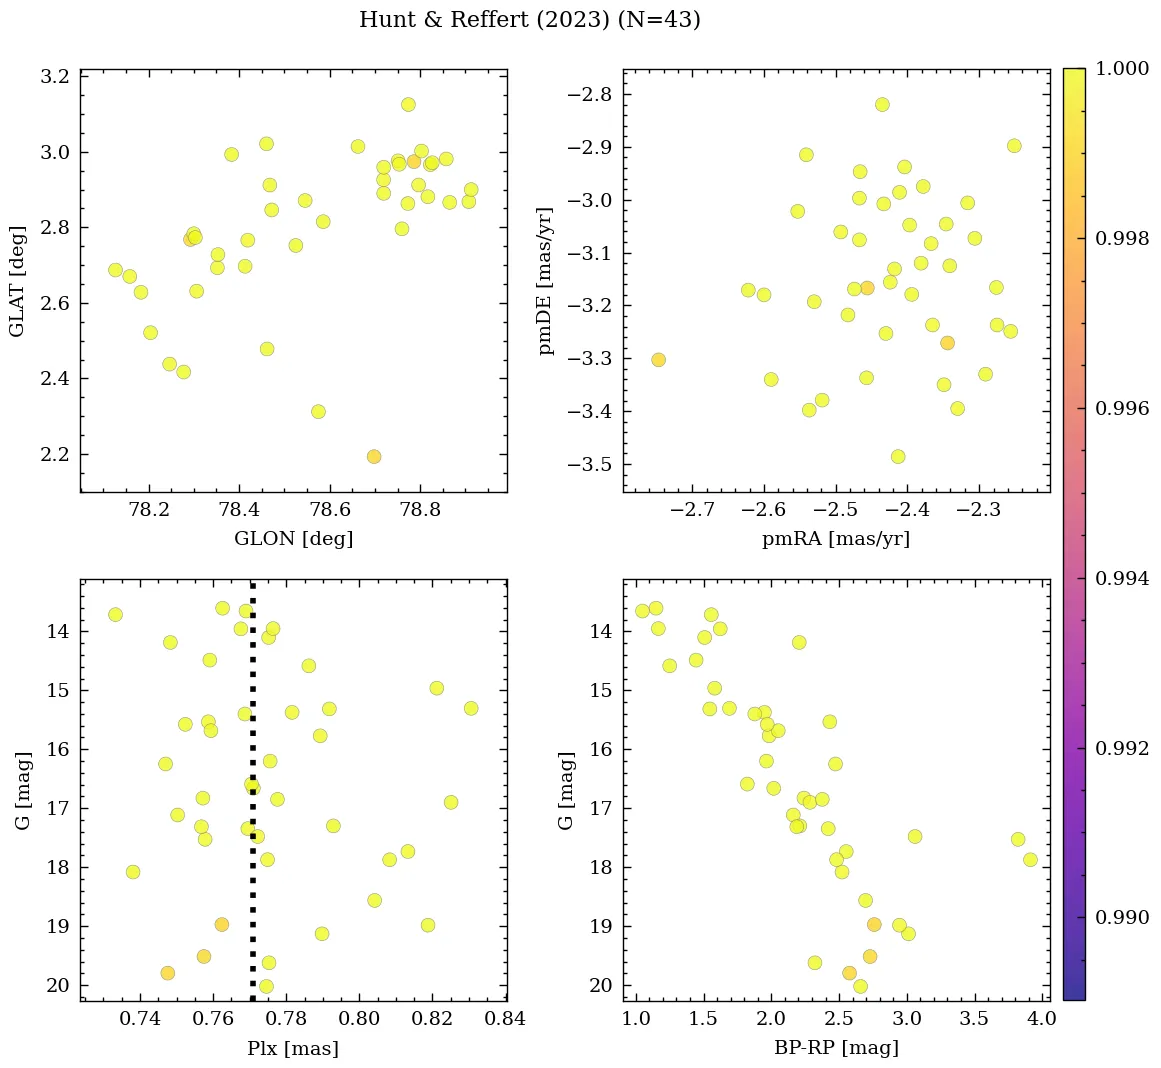 Hunt & Reffert (2023) (N=43)
3.2
3.0
2.8
2.6
2.4
2.2
GLAT [deg]
78.2 78.4 78.6 78.8
GLON [deg]
−2.8
−2.9
−3.0
−3.1
−3.2
−3.3
−3.4
−3.5
pmDE [mas/yr]
−2.7 −2.6 −2.5 −2.4 −2.3
pmRA [mas/yr]
14
15
16
17
18
19
20
G [mag]
0.74 0.76 0.78 0.80 0.82 0.84
Plx [mas]
14
15
16
17
18
19
20
G [mag]
1.0 1.5 2.0 2.5 3.0 3.5 4.0
BP-RP [mag]
1.000
0.998
0.996
0.994
0.992
0.990